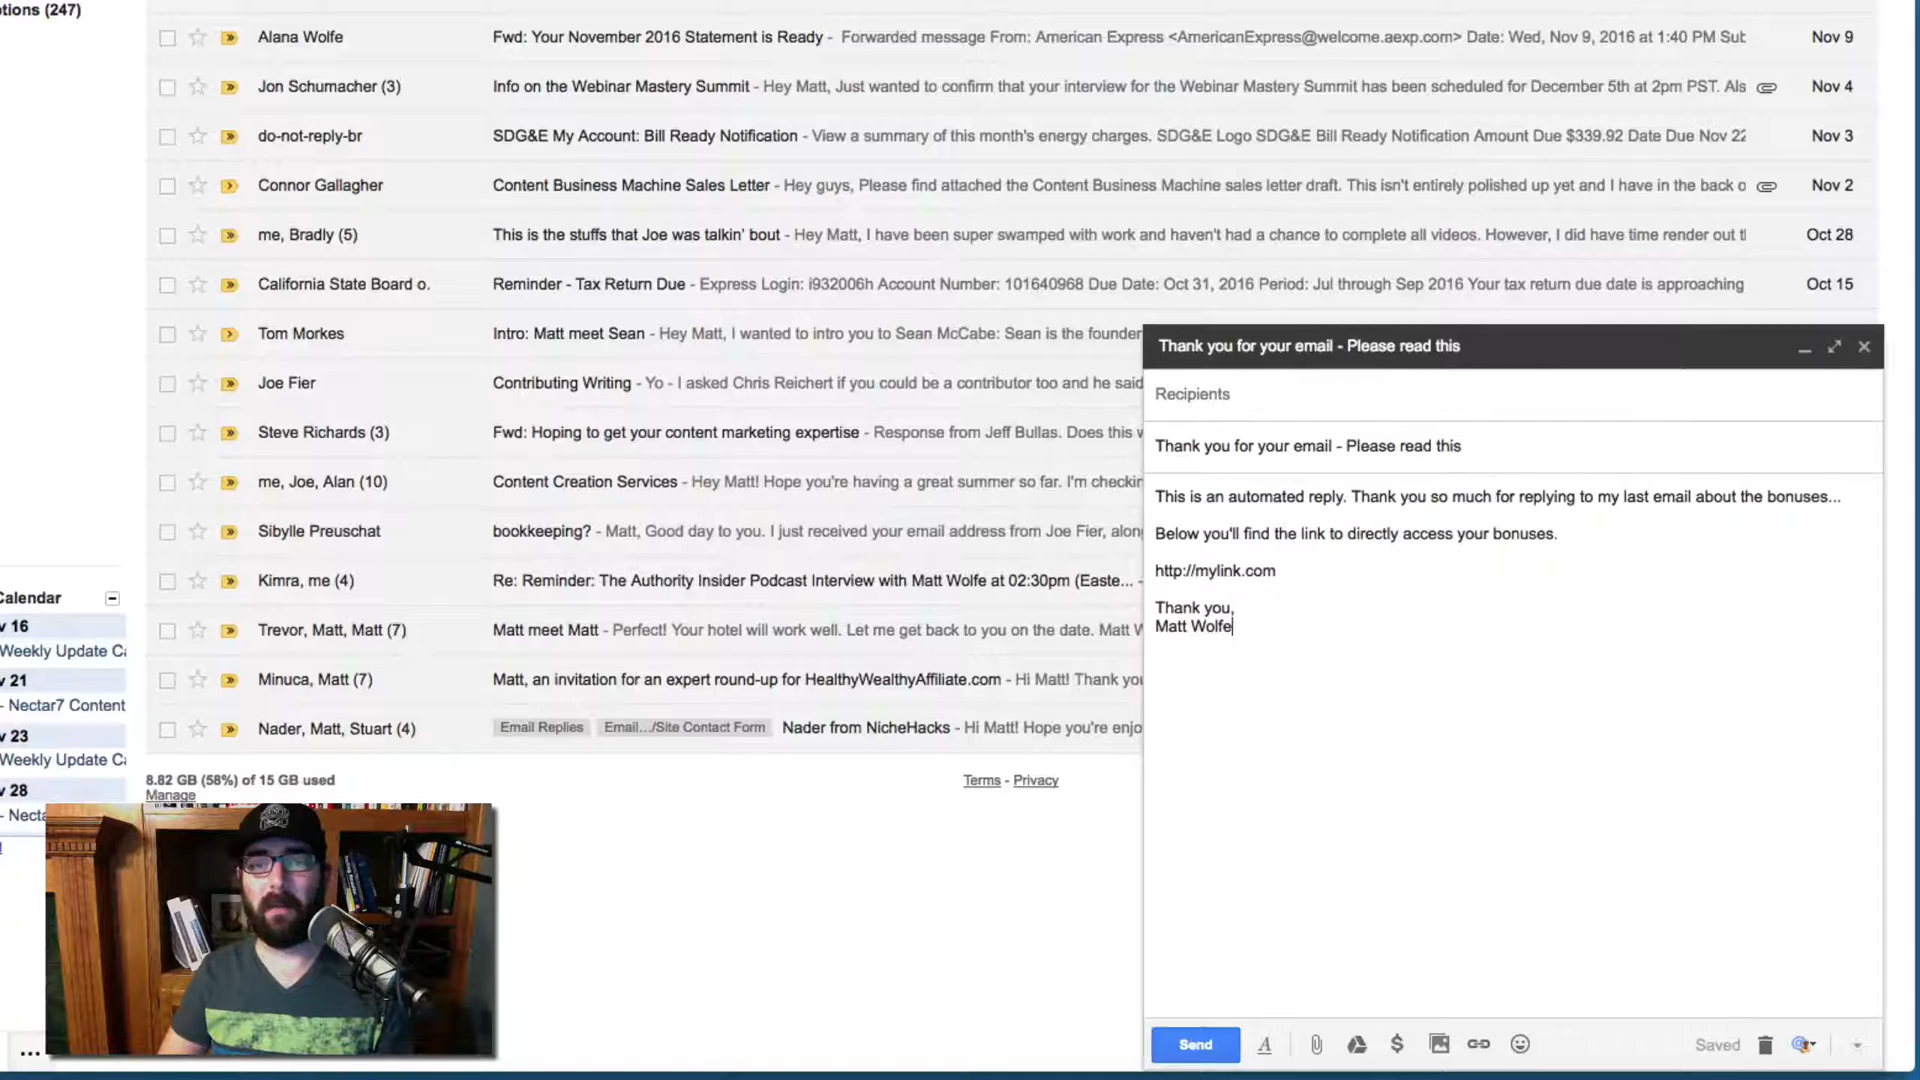 ptions (247)
Alana Wolfe Fwd: Your November 2016 Statement is Ready - Forwarded message From: American Express <AmericanExpress@welcome.aexp.com> Date: Wed, Nov 9, 2016 at 1:40 PM Sub Nov 9
Jon Schumacher (3) Info on the Webinar Mastery Summit - Hey Matt, Just wanted to confirm that your interview for the Webinar Mastery Summit has been scheduled for December 5th at 2pm PST. Als Nov 4
do-not-reply-br SDG&E My Account: Bill Ready Notification - View a summary of this month's energy charges. SDG&E Logo SDG&E Bill Ready Notification Amount Due $339.92 Date Due Nov 22 Nov 3
Connor Gallagher Content Business Machine Sales Letter - Hey guys, Please find attached the Content Business Machine sales letter draft. This isn't entirely polished up yet and I have in the back o Nov 2
me, Bradly (5) This is the stuffs that Joe was talkin' bout - Hey Matt, I have been super swamped with work and haven't had a chance to complete all videos. However, I did have time render out t Oct 28
California State Board o. Reminder - Tax Return Due - Express Login: i932006h Account Number: 101640968 Due Date: Oct 31, 2016 Period: Jul through Sep 2016 Your tax return due date is approaching Oct 15
Tom Morkes Intro: Matt meet Sean - Hey Matt, I wanted to intro you to Sean McCabe: Sean is the founder
Joe Fier Contributing Writing - Yo - I asked Chris Reichert if you could be a contributor too and he said
Steve Richards (3) Fwd: Hoping to get your content marketing expertise - Response from Jeff Bullas. Does this w
me, Joe, Alan (10) Content Creation Services - Hey Matt! Hope you're having a great summer so far. I'm checkin
Sibylle Preuschat bookkeeping? - Matt, Good day to you. I just received your email address from Joe Fier, along
Kimra, me (4) Re: Reminder: The Authority Insider Podcast Interview with Matt Wolfe at 02:30pm (Easte... -
Trevor, Matt, Matt (7) Matt meet Matt - Perfect! Your hotel will work well. Let me get back to you on the date. Matt W
Minuca, Matt (7) Matt, an invitation for an expert round-up for HealthyWealthyAffiliate.com - Hi Matt! Thank you
Nader, Matt, Stuart (4) Email Replies Email.../Site Contact Form Nader from NicheHacks - Hi Matt! Hope you're enjo
8.82 GB (58%) of 15 GB used
Manage
Terms - Privacy
Calendar
v 16
Weekly Update Ca
v 21
- Nectar7 Content
v 23
Weekly Update Ca
v 28
- Necta
Thank you for your email - Please read this
Recipients
Thank you for your email - Please read this
This is an automated reply. Thank you so much for replying to my last email about the bonuses...
Below you'll find the link to directly access your bonuses.
http://mylink.com
Thank you,
Matt Wolfe
Send
Saved